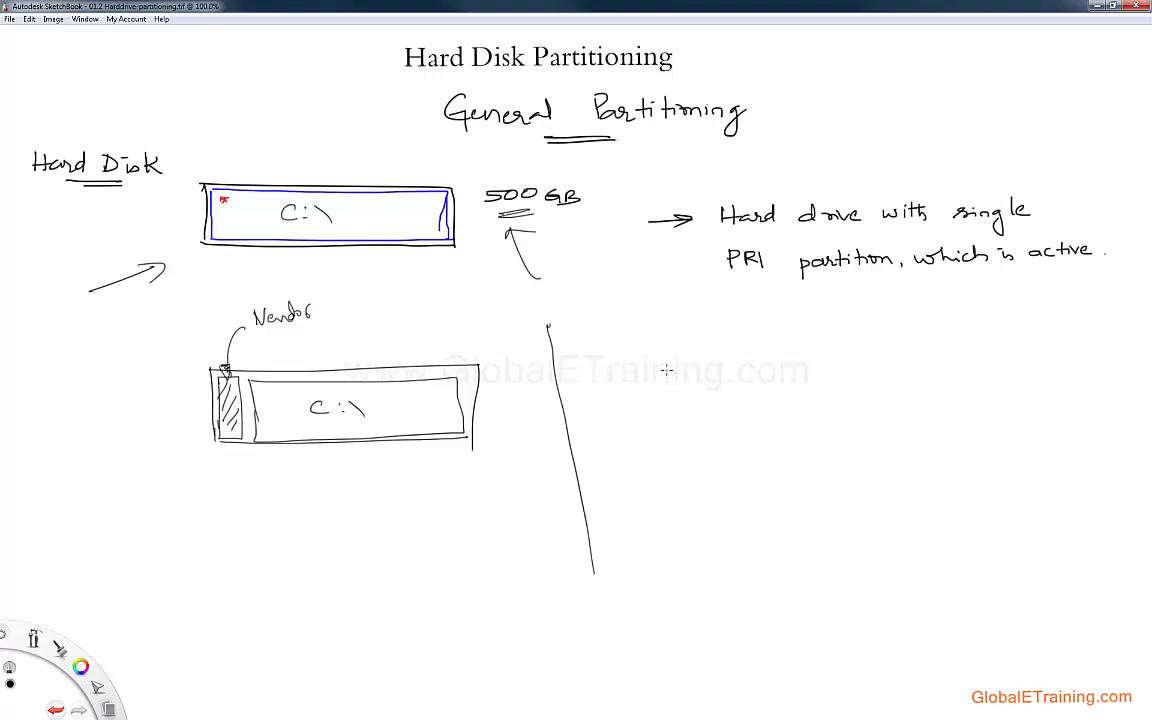 Autodesk SketchBook - 01.2 Harddrive-partitioning.tif @ 100.0%
File Edit Image Window My Account Help
Hard Disk Partitioning
General Partitioning
Hard Disk
C:\
500 GB
Hard drive with single
PRI partition, which is active.
www.GlobalETraining.com
C:\
GlobalETraining.com